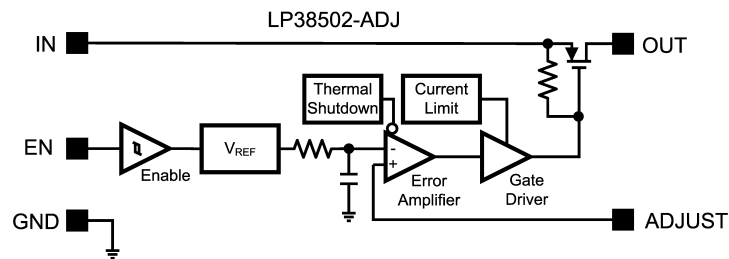 LP38502-ADJ
IN
OUT
Thermal
Shutdown
Current
Limit
EN
Enable
VREF
-
+
Error
Amplifier
Gate
Driver
GND
ADJUST